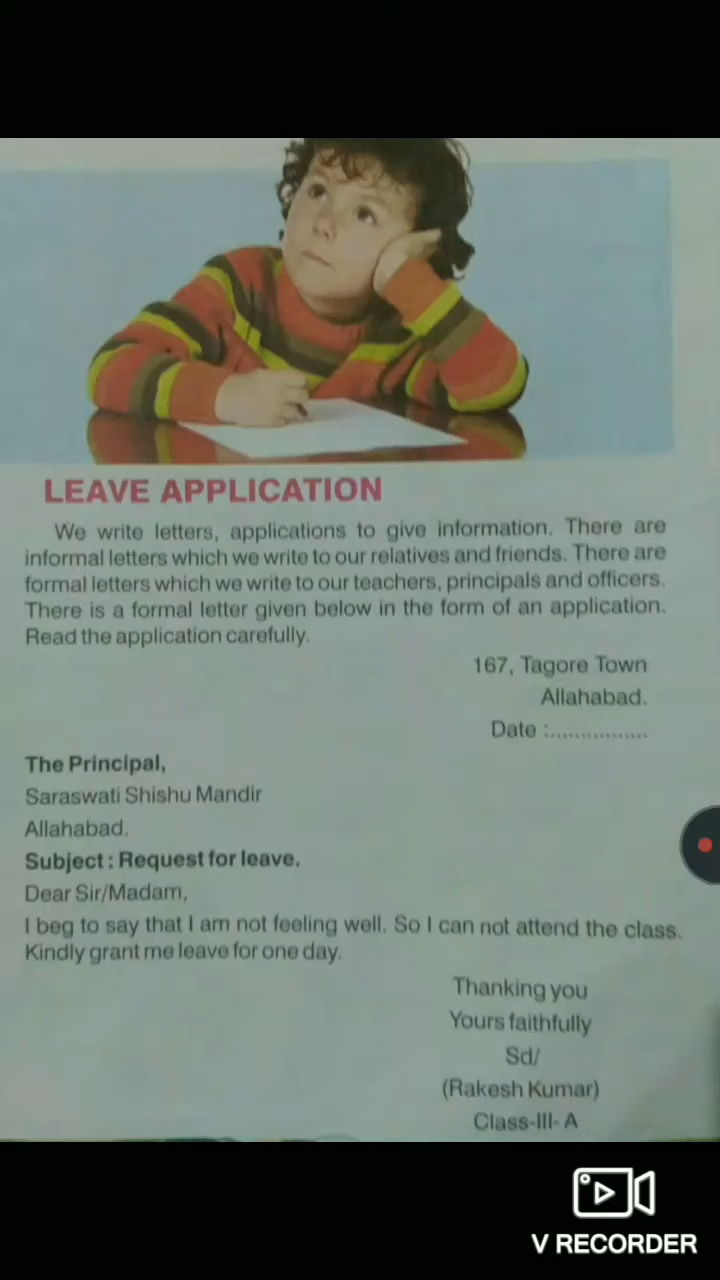 LEAVE APPLICATION
We write letters, applications to give information. There are
informal letters which we write to our relatives and friends. There are
formal letters which we write to our teachers, principals and officers.
There is a formal letter given below in the form of an application.
Read the application carefully.
167, Tagore Town
Allahabad.
Date :................
The Principal,
Saraswati Shishu Mandir
Allahabad.
Subject : Request for leave.
Dear Sir/Madam,
I beg to say that I am not feeling well. So I can not attend the class.
Kindly grant me leave for one day.
Thanking you
Yours faithfully
Sd/
(Rakesh Kumar)
Class-III- A
V RECORDER